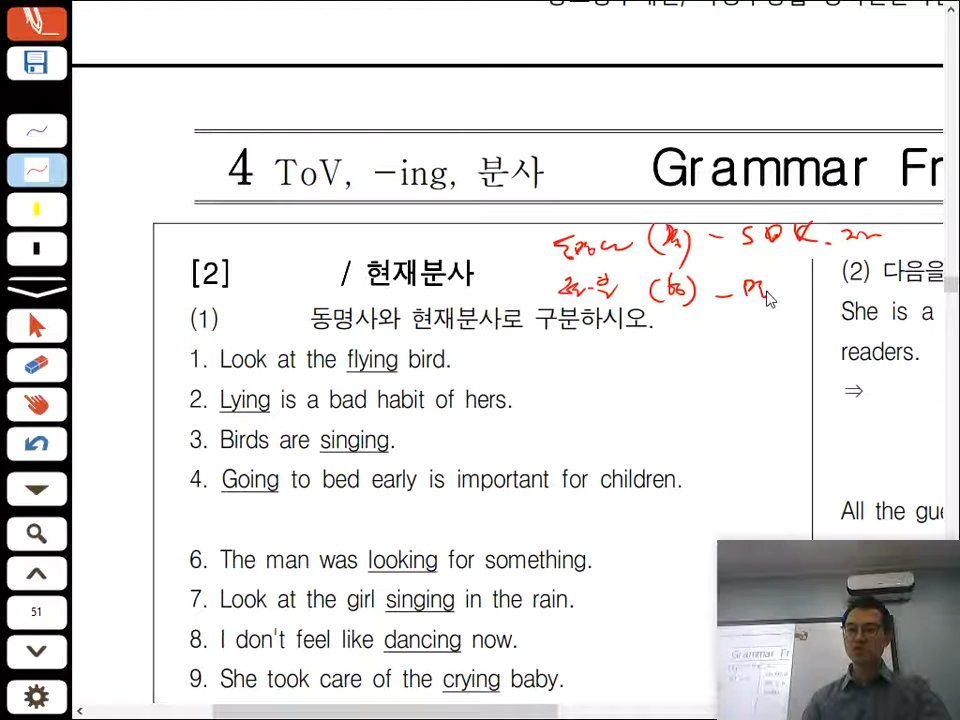 4 ToV, -ing, 분사 Grammar Fr
[2] / 현재분사
(1) 동명사와 현재분사로 구분하시오.
1. Look at the flying bird.
2. Lying is a bad habit of hers.
3. Birds are singing.
4. Going to bed early is important for children.
6. The man was looking for something.
7. Look at the girl singing in the rain.
8. I don't feel like dancing now.
9. She took care of the crying baby.
(2) 다음을
She is a
readers.
⇒
All the gue
51
Grammar Fr